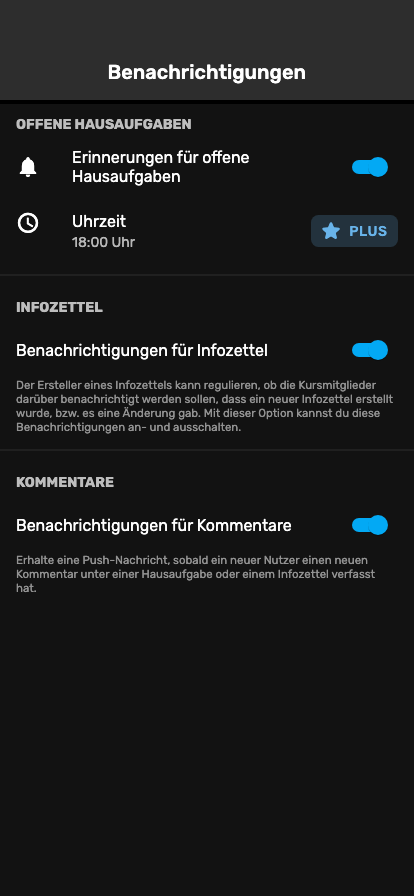 Benachrichtigungen
OFFENE HAUSAUFGABEN
Erinnerungen für offene
Hausaufgaben
Uhrzeit
18:00 Uhr
PLUS
INFOZETTEL
Benachrichtigungen für Infozettel
Der Ersteller eines Infozettels kann regulieren, ob die Kursmitglieder
darüber benachrichtigt werden sollen, dass ein neuer Infozettel erstellt
wurde, bzw. es eine Änderung gab. Mit dieser Option kannst du diese
Benachrichtigungen an- und ausschalten.
KOMMENTARE
Benachrichtigungen für Kommentare
Erhalte eine Push-Nachricht, sobald ein neuer Nutzer einen neuen
Kommentar unter einer Hausaufgabe oder einem Infozettel verfasst
hat.